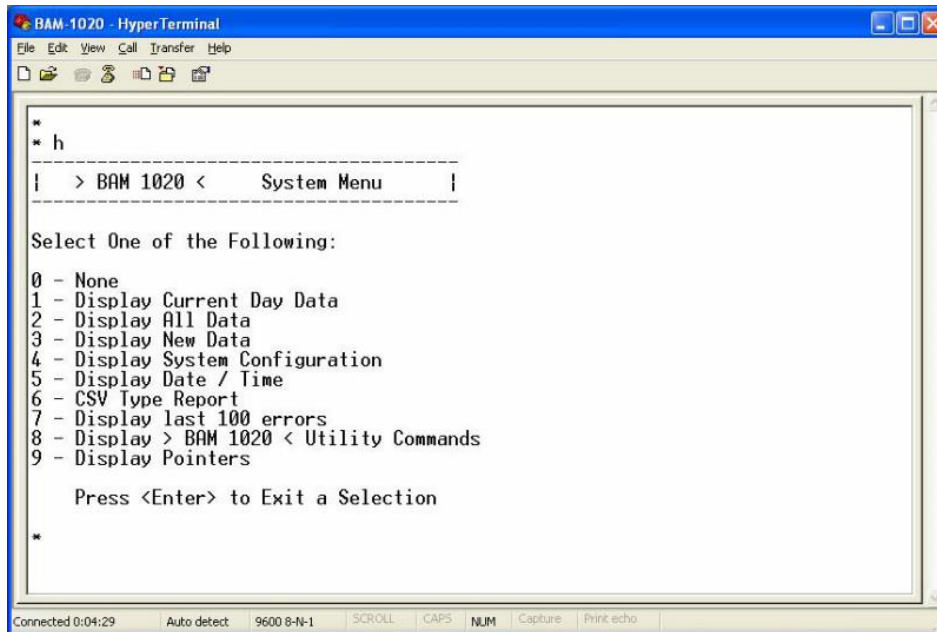 BAM-1020 - HyperTerminal
File Edit View Call Transfer Help
*
* h
----------------------------------------
|   > BAM 1020 <     System Menu      |
----------------------------------------
Select One of the Following:
0 - None
1 - Display Current Day Data
2 - Display All Data
3 - Display New Data
4 - Display System Configuration
5 - Display Date / Time
6 - CSV Type Report
7 - Display last 100 errors
8 - Display > BAM 1020 < Utility Commands
9 - Display Pointers
Press <Enter> to Exit a Selection
*
Connected 0:04:29 Auto detect 9600 8-N-1 SCROLL CAPS NUM Capture Print echo